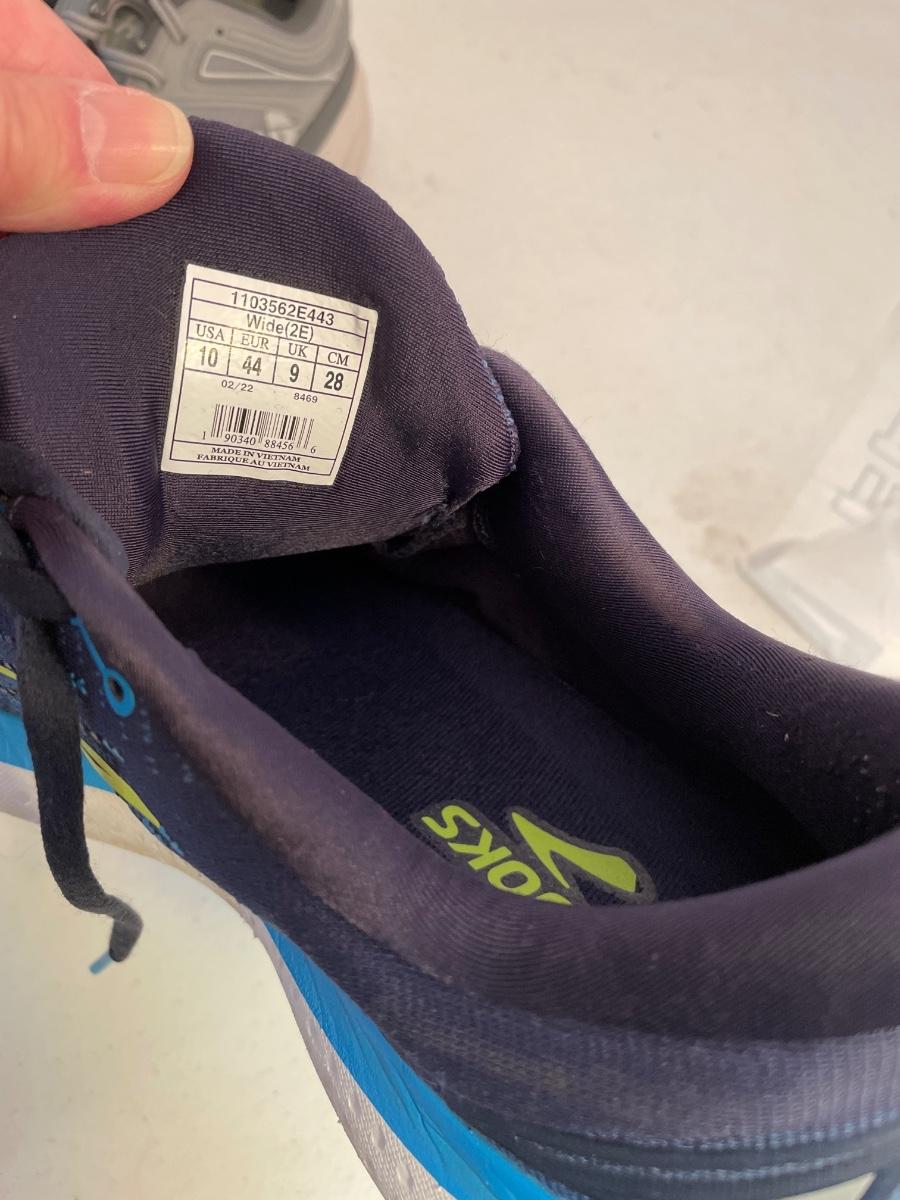 1103562E443
Wide(2E)
USA EUR UK CM
10 44 9 28
02/22 8469
1 90340 88456 6
MADE IN VIETNAM
FABRIQUE AU VIETNAM
OOKS